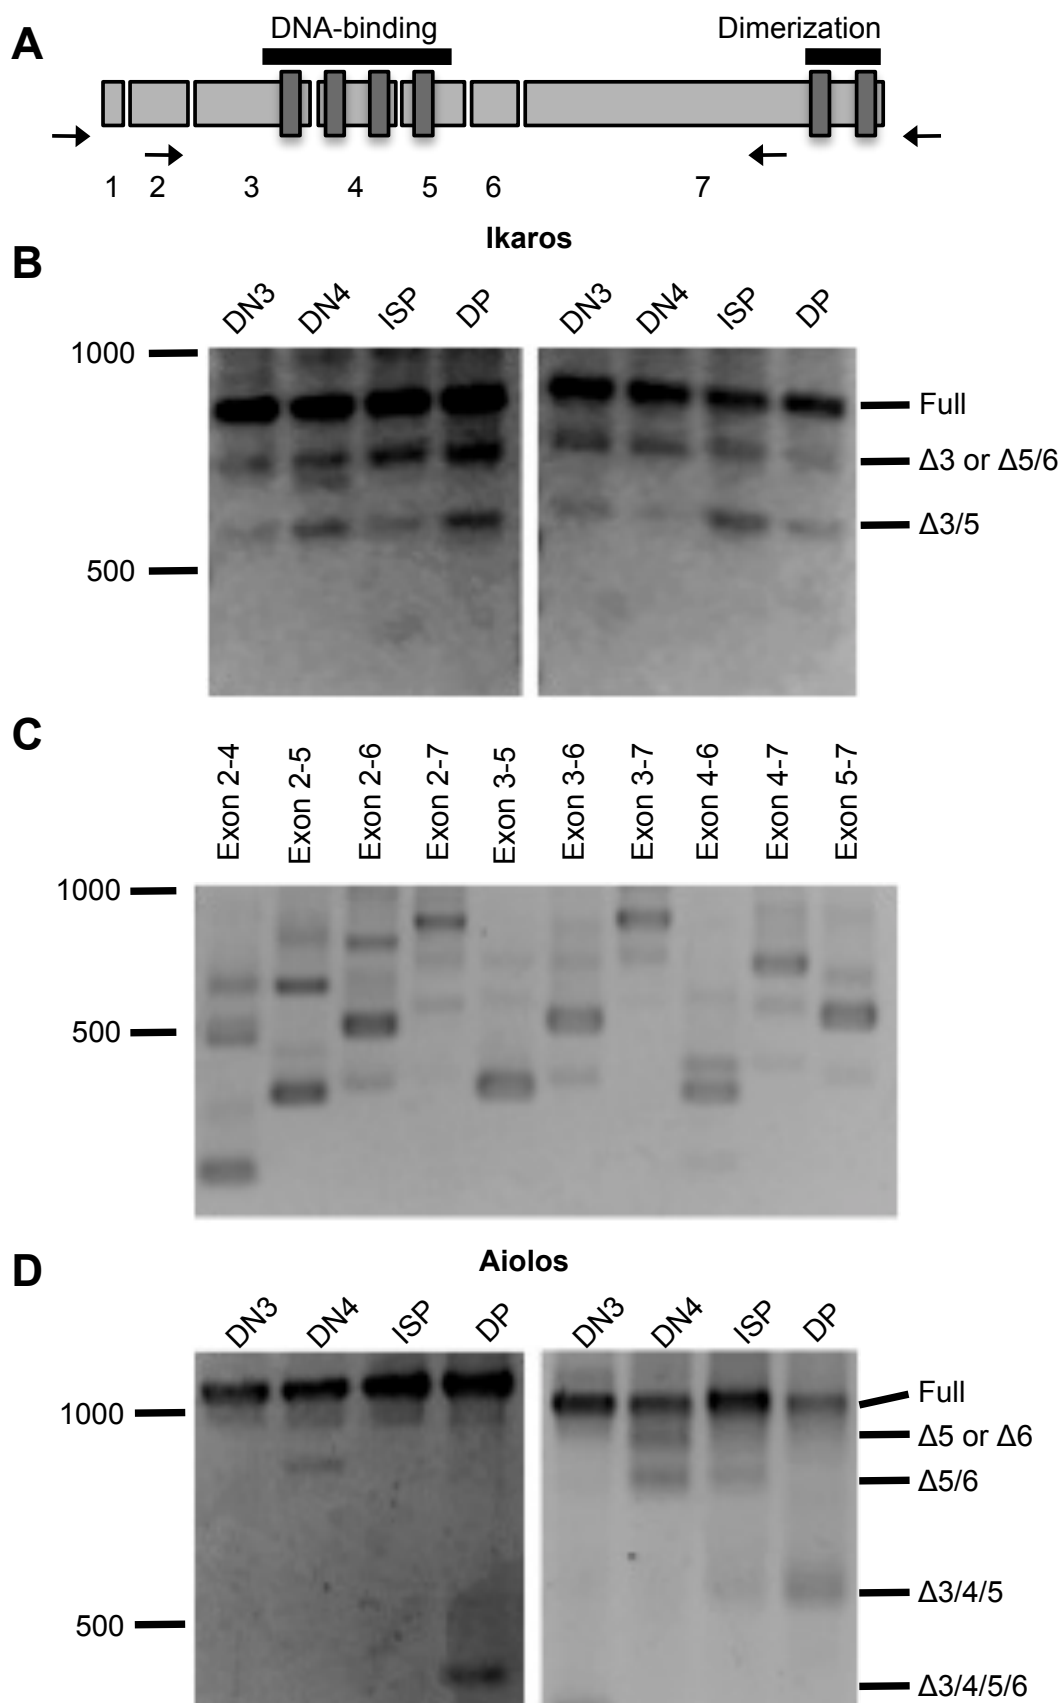 A
DNA-binding
Dimerization
1 2 3 4 5 6 7
Ikaros
B
DN3 DN4 ISP DP DN3 DN4 ISP DP
1000
Full
Δ3 or Δ5/6
Δ3/5
500
C
Exon 2-4 Exon 2-5 Exon 2-6 Exon 2-7 Exon 3-5 Exon 3-6 Exon 3-7 Exon 4-6 Exon 4-7 Exon 5-7
1000
500
Aiolos
D
DN3 DN4 ISP DP DN3 DN4 ISP DP
Full
1000
Δ5 or Δ6
Δ5/6
Δ3/4/5
500
Δ3/4/5/6